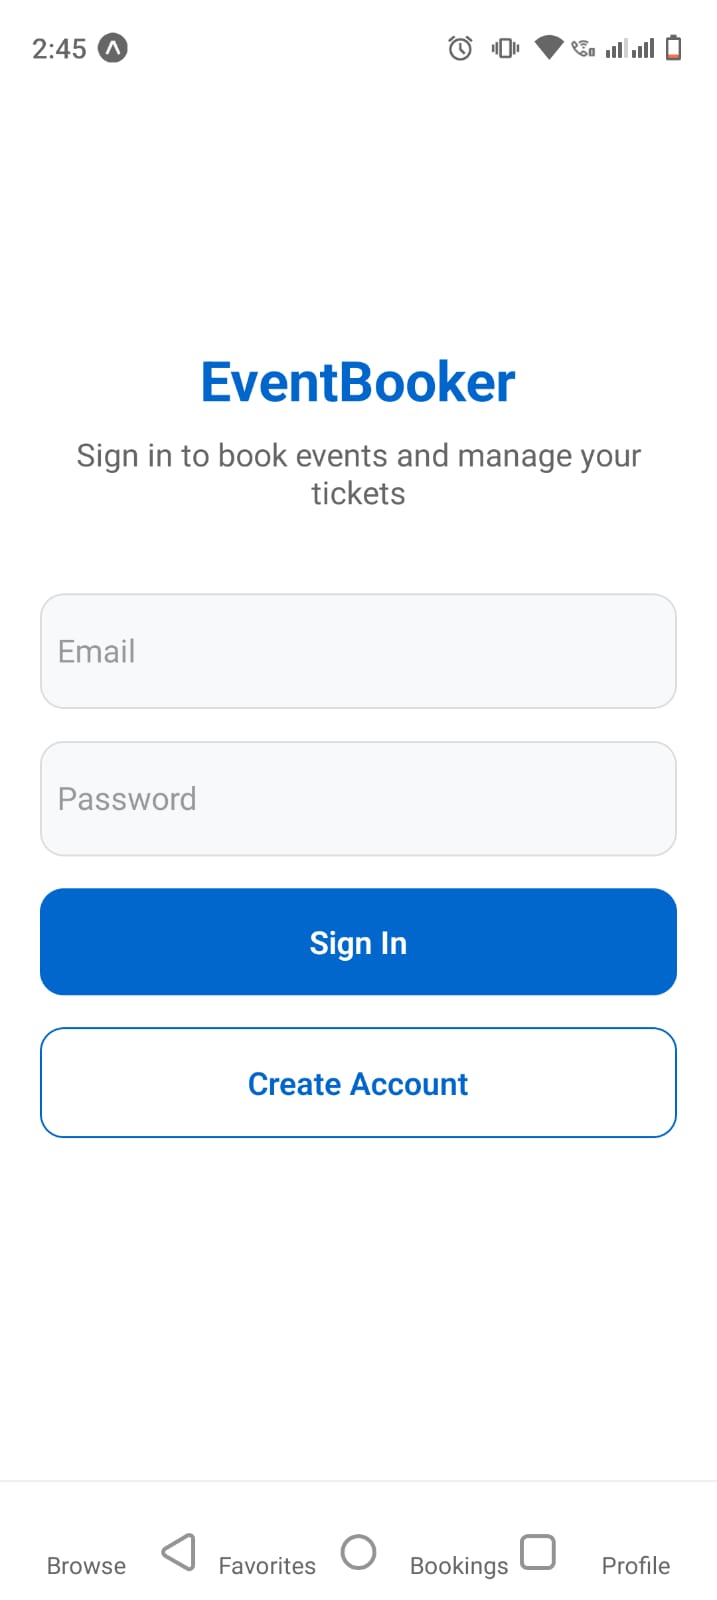 2:45
EventBooker
Sign in to book events and manage your
tickets
Email
Password
Sign In
Create Account
Browse Favorites Bookings Profile